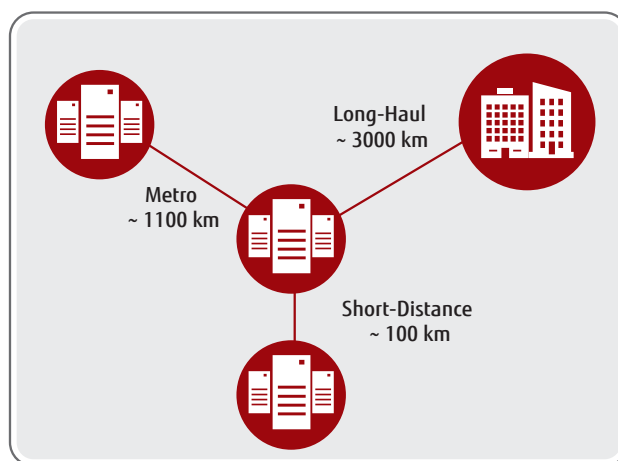 Long-Haul
~ 3000 km
Metro
~ 1100 km
Short-Distance
~ 100 km